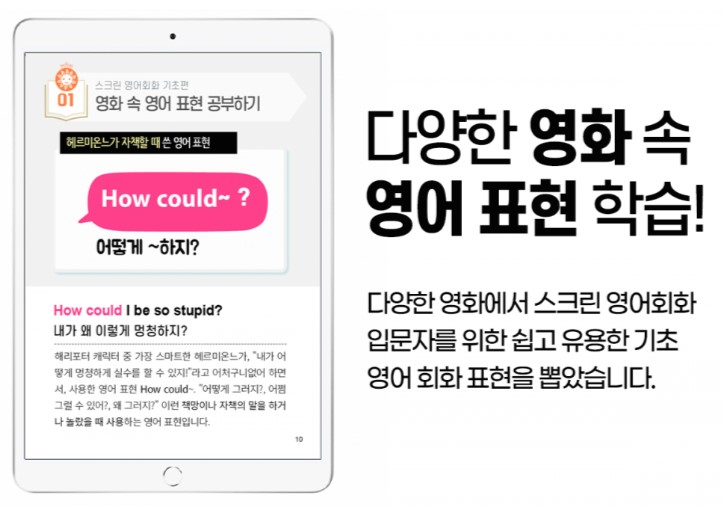 스크린 영어회화 기초편
01
영화 속 영어 표현 공부하기
헤르미온느가 자책할 때 쓴 영어 표현
How could~ ?
어떻게 ~하지?
How could I be so stupid?
내가 왜 이렇게 멍청하지?
해리포터 캐릭터 중 가장 스마트한 헤르므온느가, "내가 어
떻게 멍청하게 실수를 할 수 있지!"라고 어처구니없어 하면
서, 사용한 영어 표현 How could~. "어떻게 그러지?, 어쩜
그럴 수 있어?, 왜 그러지?" 이런 책망이나 자책의 말을 하거
나 놀랐을 때 사용하는 영어 표현입니다.
10
다양한 영화 속
영어 표현 학습!
다양한 영화에서 스크린 영어회화
입문자를 위한 쉽고 유용한 기초
영어 회화 표현을 뽑았습니다.